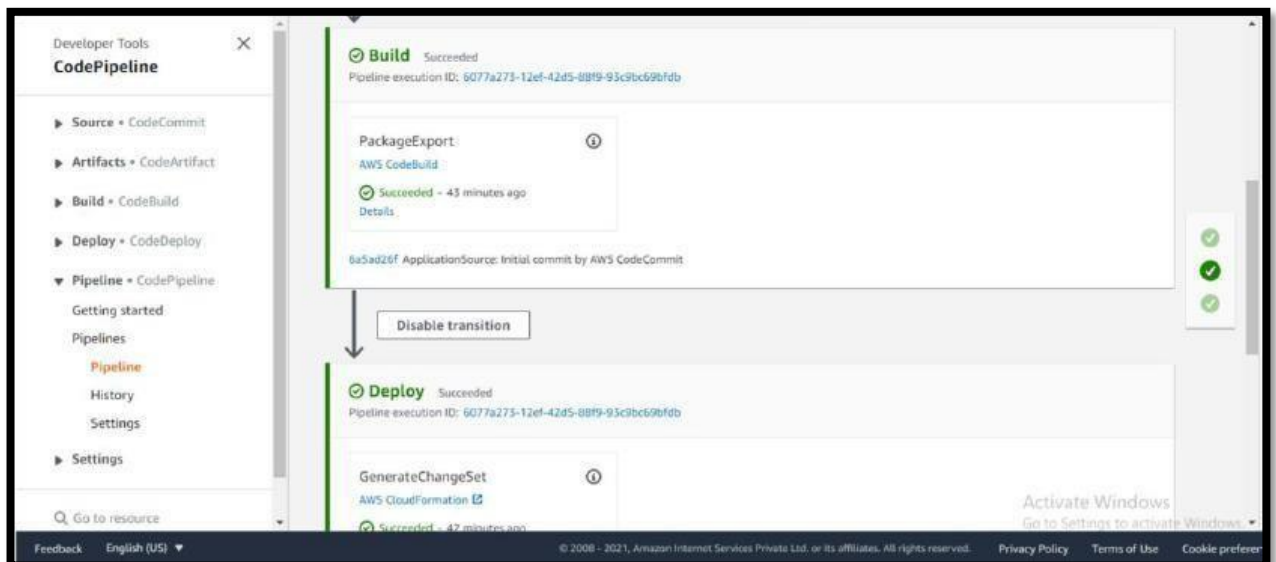 Developer Tools
CodePipeline
Source • CodeCommit
Artifacts • CodeArtifact
Build • CodeBuild
Deploy • CodeDeploy
Pipeline • CodePipeline
Getting started
Pipelines
Pipeline
History
Settings
Settings
Go to resource
Build Succeeded
Pipeline execution ID: 6077a273-12ef-42d5-88f9-93c9bc69bfdb
PackageExport
AWS CodeBuild
Succeeded - 43 minutes ago
Details
6a5ad26f ApplicationSource: Initial commit by AWS CodeCommit
Disable transition
Deploy Succeeded
Pipeline execution ID: 6077a273-12ef-42d5-88f9-93c9bc69bfdb
GenerateChangeSet
AWS CloudFormation
Succeeded - 42 minutes ago
Activate Windows
Go to Settings to activate Windows.
Feedback English (US) © 2008 - 2021, Amazon Internet Services Private Ltd. or its affiliates. All rights reserved. Privacy Policy Terms of Use Cookie preferen